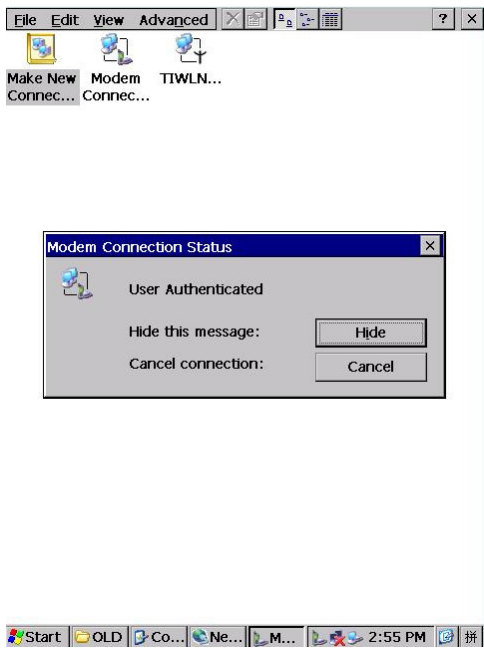 File Edit View Advanced ? ×
Make New Connec...
Modem Connec...
TIWLN...
Modem Connection Status ×
User Authenticated
Hide this message: Hide
Cancel connection: Cancel
Start OLD Co... Ne... M... 2:55 PM 拼